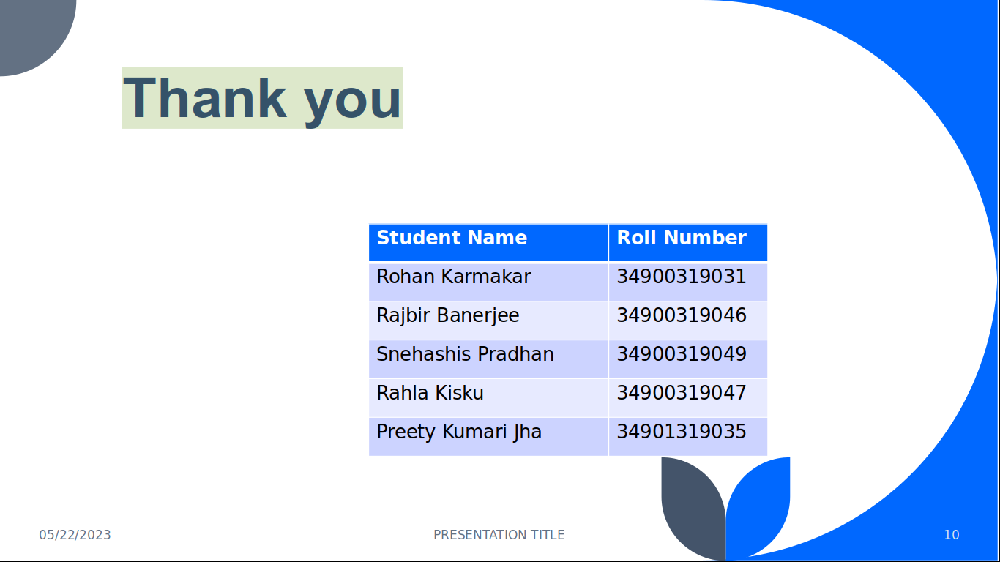 Thank you
Student Name Roll Number
Rohan Karmakar 34900319031
Rajbir Banerjee 34900319046
Snehashis Pradhan 34900319049
Rahla Kisku 34900319047
Preety Kumari Jha 34901319035
05/22/2023 PRESENTATION TITLE 10